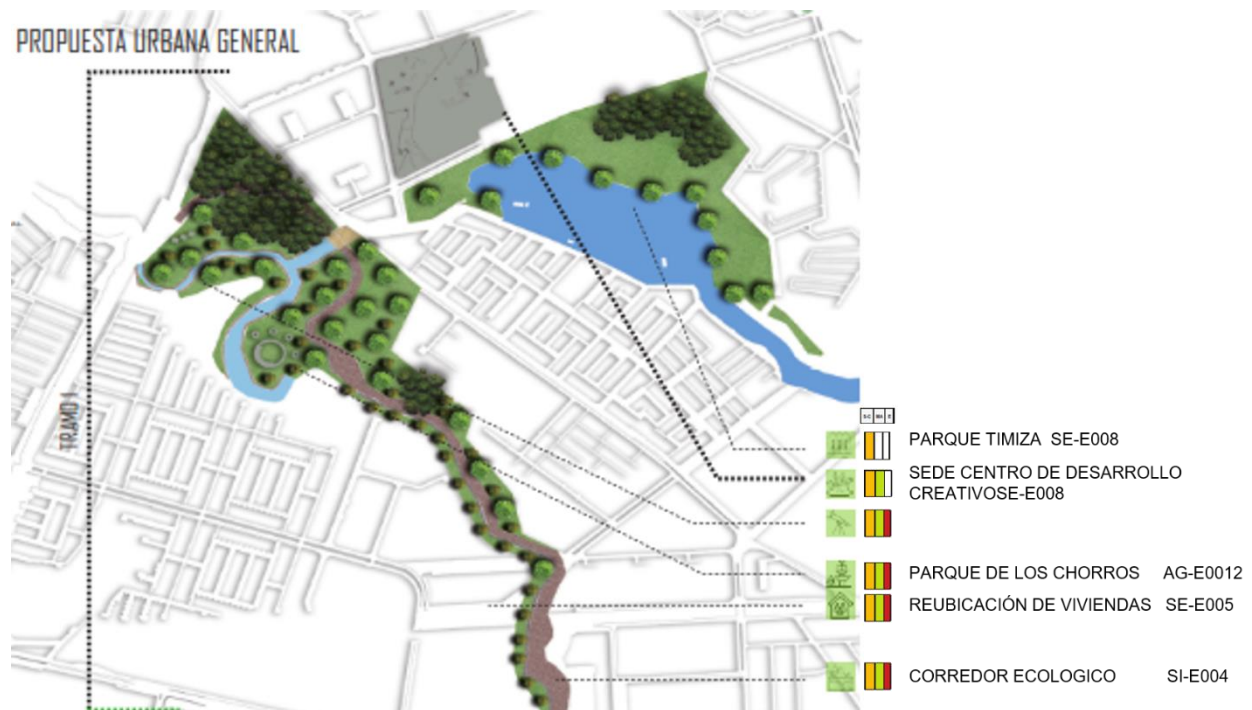 PROPUESTA URBANA GENERAL
TRAMO 1
PARQUE TIMIZA SE-E008
SEDE CENTRO DE DESARROLLO
CREATIVOSE-E008
PARQUE DE LOS CHORROS AG-E0012
REUBICACIÓN DE VIVIENDAS SE-E005
CORREDOR ECOLOGICO SI-E004